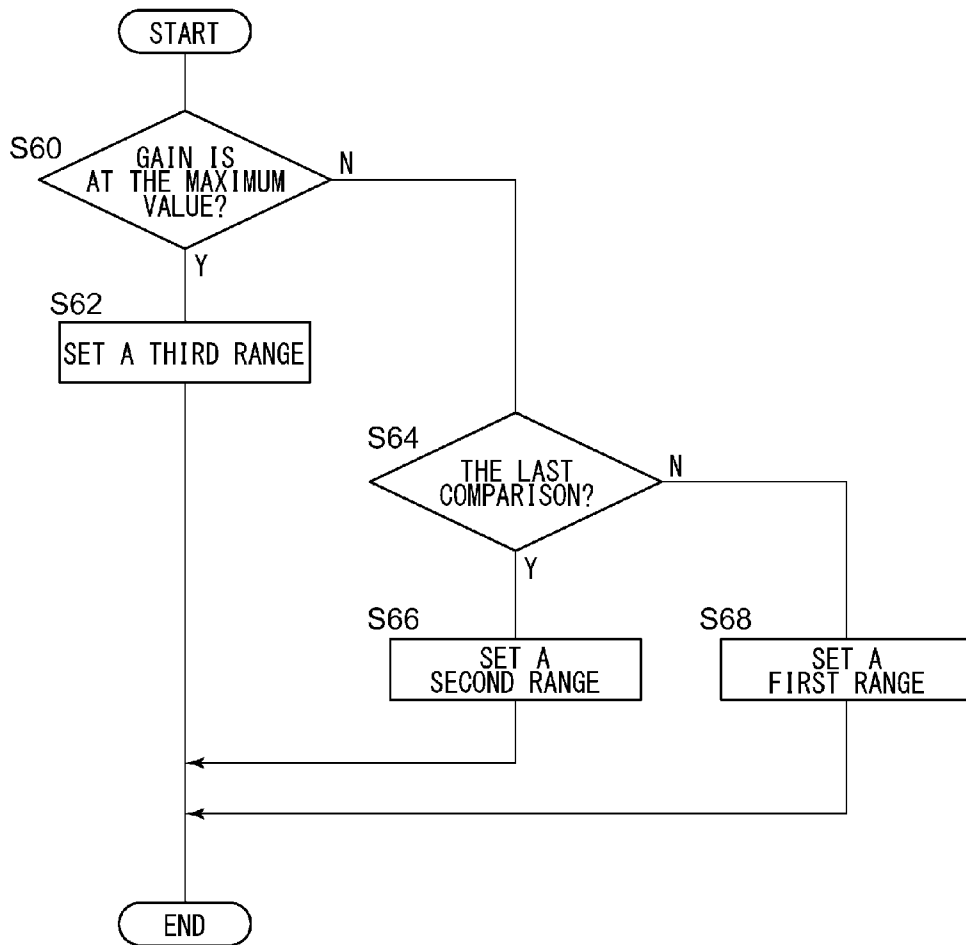 START
S60
GAIN IS
AT THE MAXIMUM
VALUE?
N
Y
S62
SET A THIRD RANGE
S64
THE LAST
COMPARISON?
N
Y
S66
SET A
SECOND RANGE
S68
SET A
FIRST RANGE
END